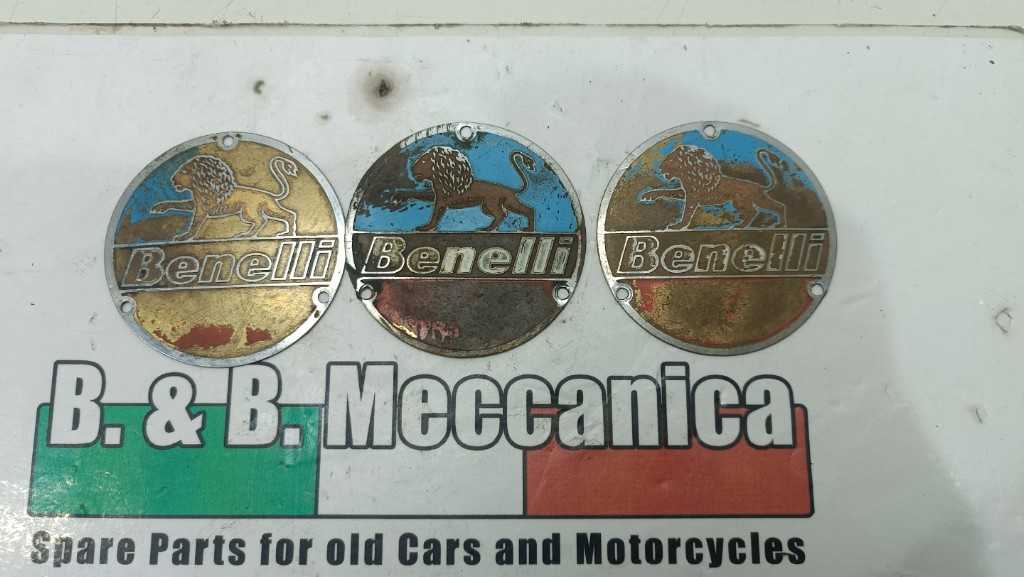 Benelli
Benelli
Benelli
B. & B. Meccanica
Spare Parts for old Cars and Motorcycles